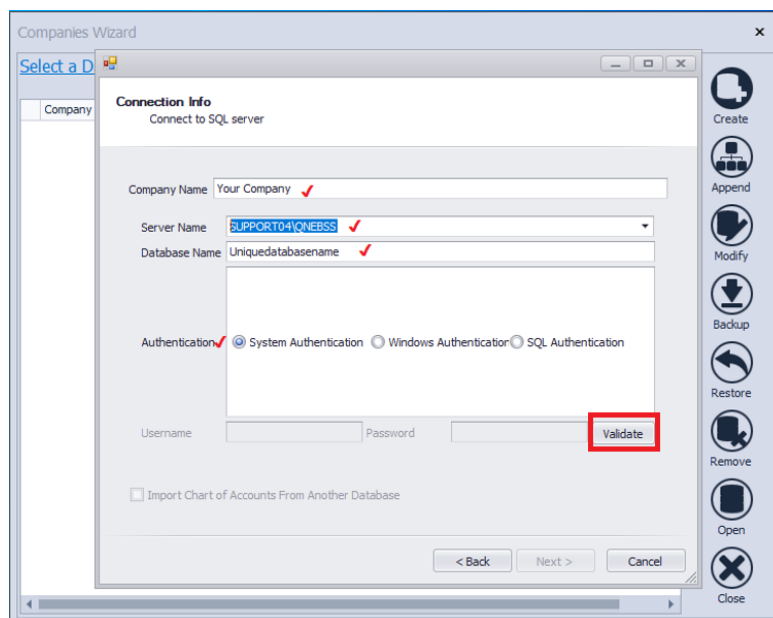 Companies Wizard
Select a D
Company
Connection Info
Connect to SQL server
Company Name Your Company
Server Name SUPPORT04\QNEBSS
Database Name Uniquedatabasename
Authentication System Authentication Windows Authentication SQL Authentication
Username Password Validate
Import Chart of Accounts From Another Database
< Back Next > Cancel
Create
Append
Modify
Backup
Restore
Remove
Open
Close